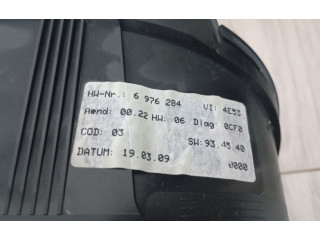 HW-Nr.: 6 976 284 VI: 4E53
Aend: 00.22 HW: 06 Diag 0CF0
COD: 03 SW: 93.45.40
DATUM: 19.03.09 0000